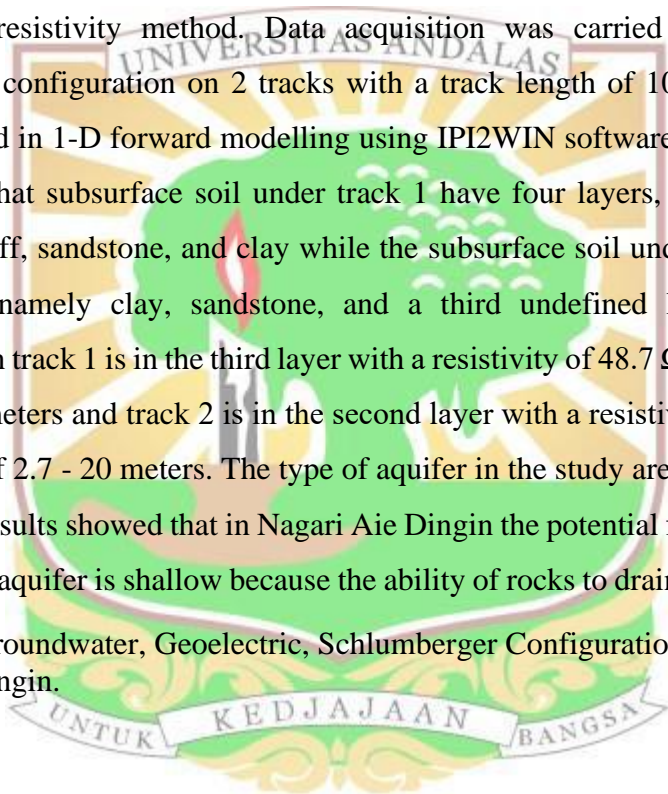 resistivity method. Data acquisition was carried
UNIVERSITAS ANDALAS
configuration on 2 tracks with a track length of 10
d in 1-D forward modelling using IPI2WIN software
hat subsurface soil under track 1 have four layers,
ff, sandstone, and clay while the subsurface soil und
namely clay, sandstone, and a third undefined
n track 1 is in the third layer with a resistivity of 48.7 Ω
neters and track 2 is in the second layer with a resistiv
f 2.7 - 20 meters. The type of aquifer in the study are
esults showed that in Nagari Aie Dingin the potential
aquifer is shallow because the ability of rocks to drain
roundwater, Geoelectric, Schlumberger Configuratio
ngin.
UNTUK KEDJAJAAN BANGSA